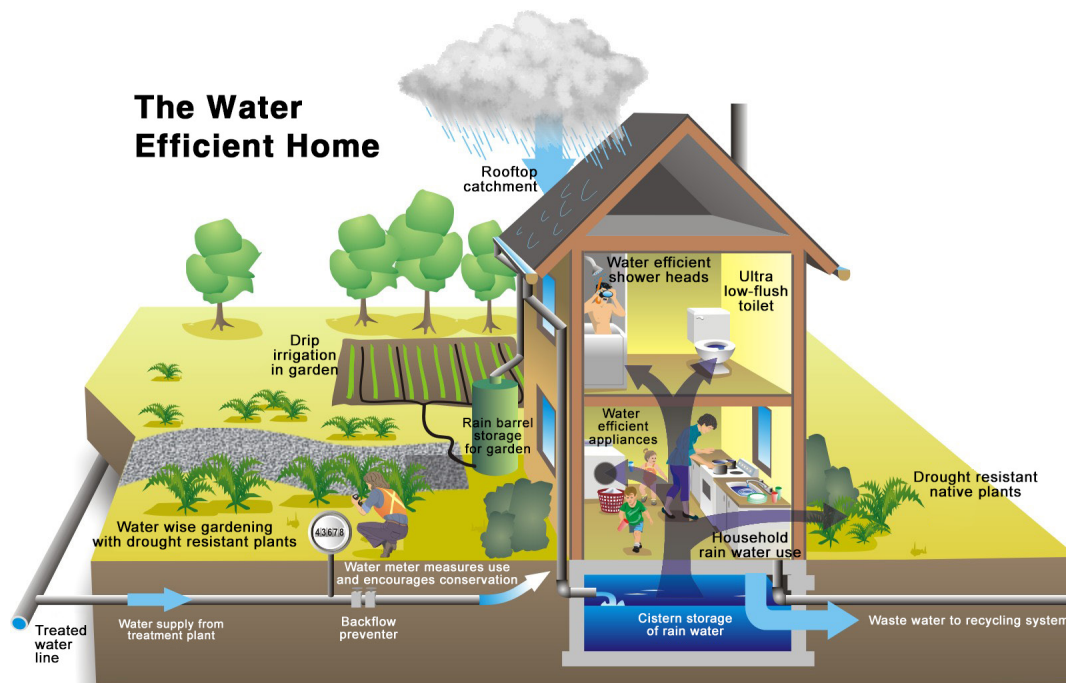 The Water
Efficient Home
Rooftop
catchment
Water efficient
shower heads
Ultra
low-flush
toilet
Drip
irrigation
in garden
Rain barrel
storage
for garden
Water
efficient
appliances
Drought resistant
native plants
Water wise gardening
with drought resistant plants
43678
Household
rain water use
Water meter measures use
and encourages conservation
Treated
water
line
Water supply from
treatment plant
Backflow
preventer
Cistern storage
of rain water
Waste water to recycling system